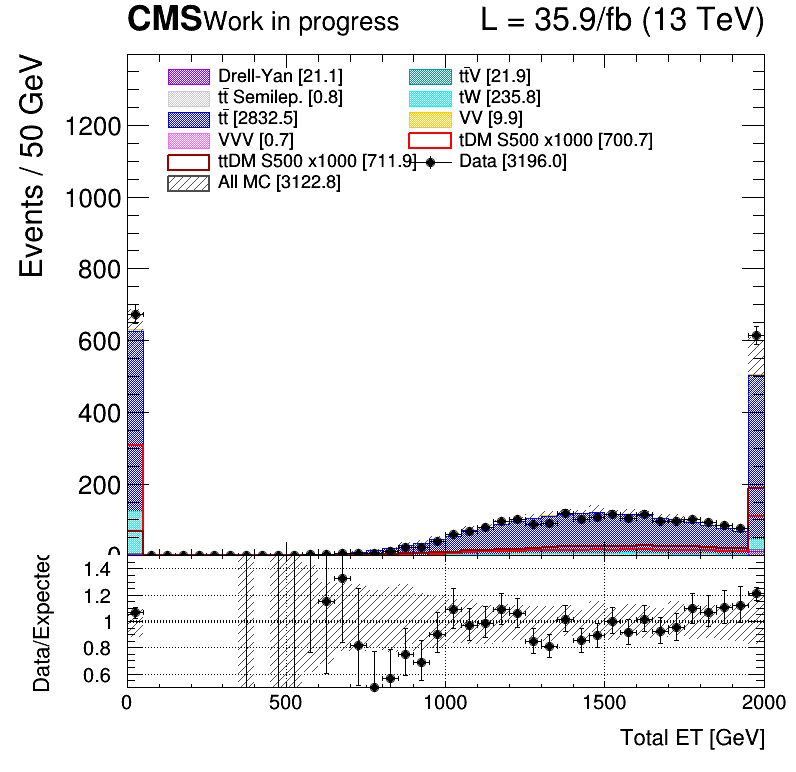 CMS Work in progress L = 35.9/fb (13 TeV)
Events / 50 GeV
Drell-Yan [21.1] tt̄V [21.9]
tt̄ Semilep. [0.8] tW [235.8]
tt̄ [2832.5] VV [9.9]
VVV [0.7] tDM S500 x1000 [700.7]
ttDM S500 x1000 [711.9] Data [3196.0]
All MC [3122.8]
1200
1000
800
600
400
200
0
Data/Expected
1.4
1.2
1
0.8
0.6
0 500 1000 1500 2000
Total ET [GeV]